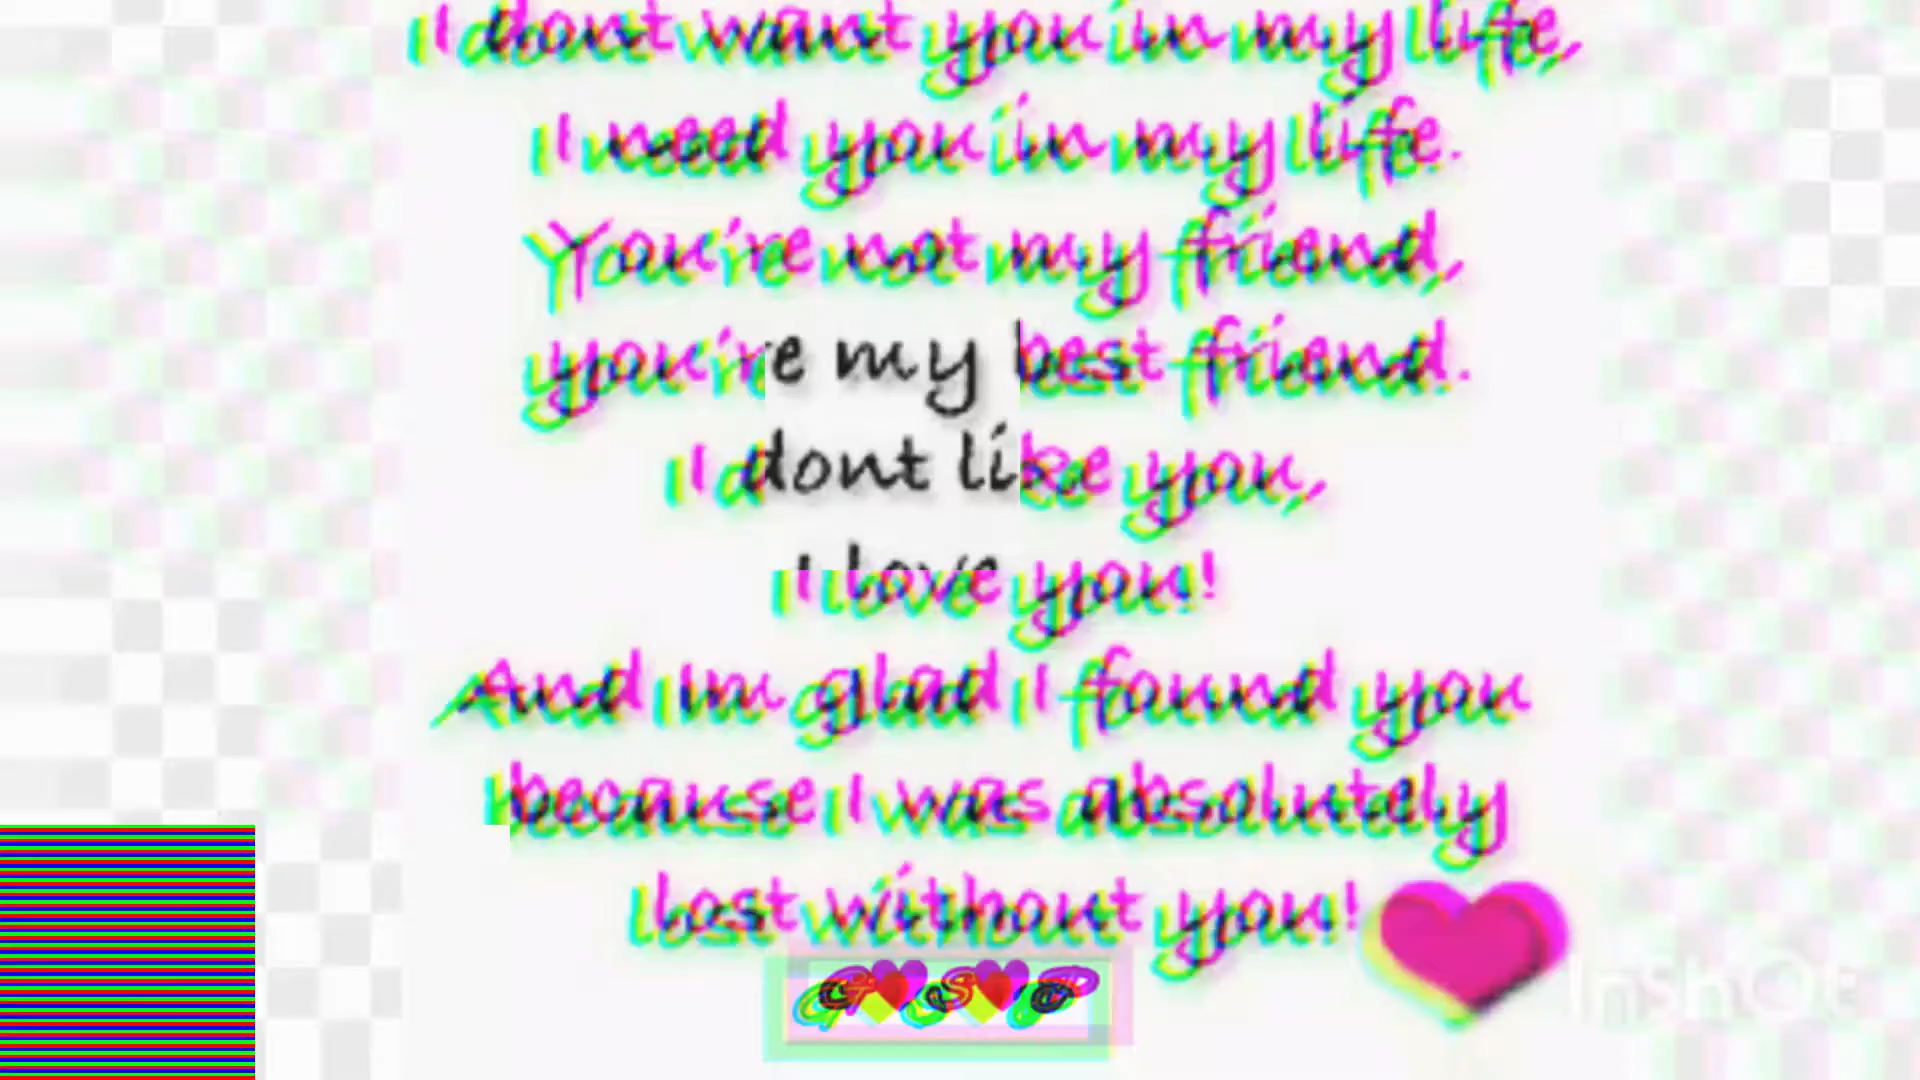 I dont want you in my life,
I need you in my life.
You're not my friend,
you're my best friend.
I dont like you,
I love you!
And Im glad I found you
because I was absolutely
lost without you!
G❤S❤P
InShOt